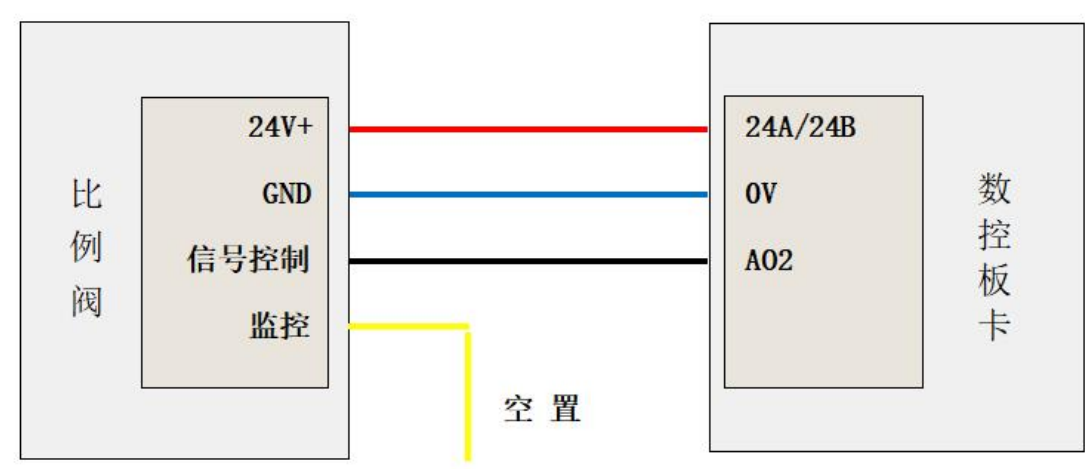 比例阀
24V+
GND
信号控制
监控
24A/24B
0V
AO2
数控板卡
空置